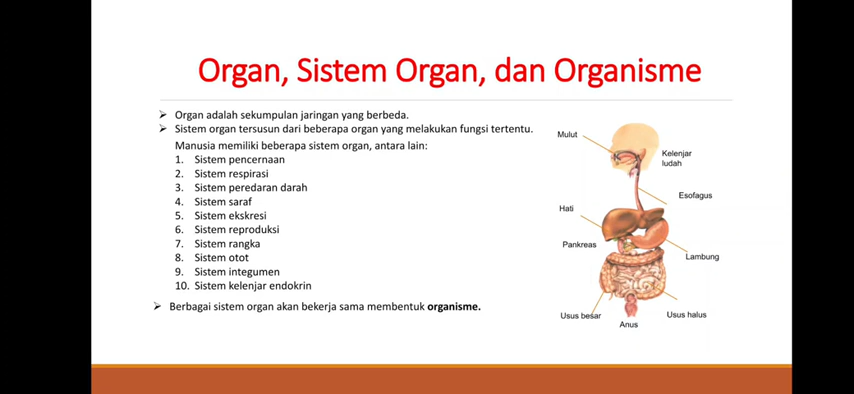 Organ, Sistem Organ, dan Organisme
➢ Organ adalah sekumpulan jaringan yang berbeda.
➢ Sistem organ tersusun dari beberapa organ yang melakukan fungsi tertentu.
Manusia memiliki beberapa sistem organ, antara lain:
1. Sistem pencernaan
2. Sistem respirasi
3. Sistem peredaran darah
4. Sistem saraf
5. Sistem ekskresi
6. Sistem reproduksi
7. Sistem rangka
8. Sistem otot
9. Sistem integumen
10. Sistem kelenjar endokrin
➢ Berbagai sistem organ akan bekerja sama membentuk organisme.
Mulut
Kelenjar
ludah
Esofagus
Hati
Pankreas
Lambung
Usus besar
Usus halus
Anus